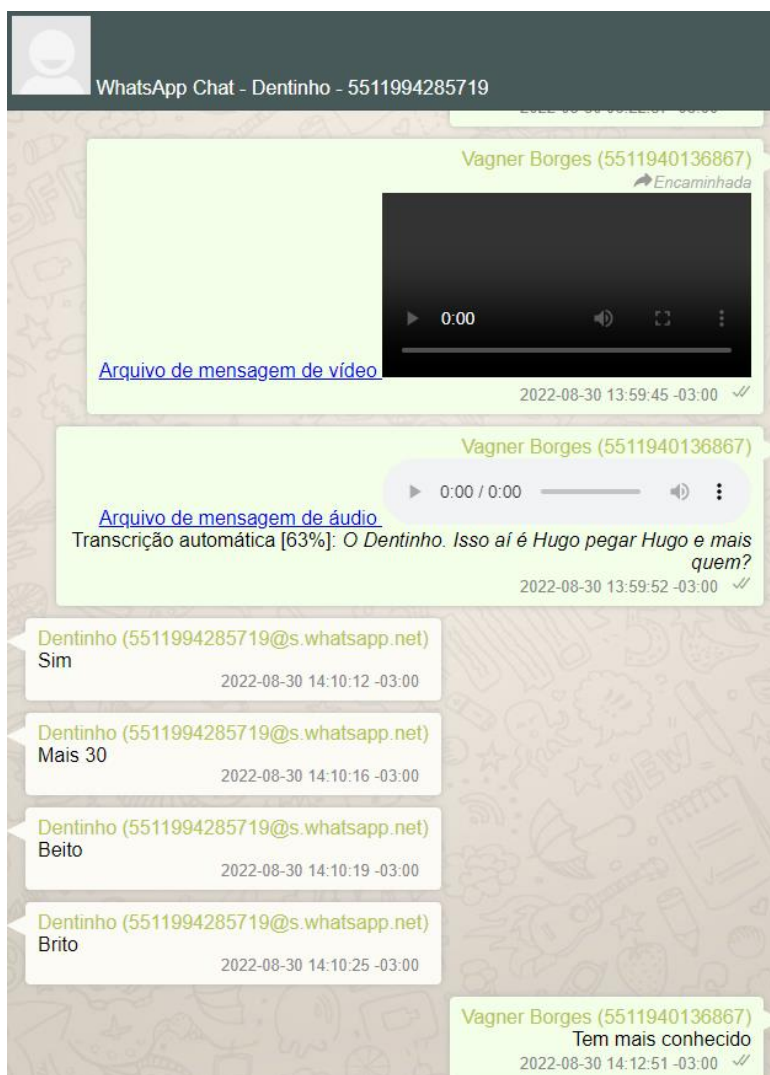 WhatsApp Chat - Dentinho - 5511994285719
Vagner Borges (5511940136867)
Encaminhada
0:00
Arquivo de mensagem de vídeo
2022-08-30 13:59:45 -03:00
Vagner Borges (5511940136867)
0:00 / 0:00
Arquivo de mensagem de áudio
Transcrição automática [63%]: O Dentinho. Isso aí é Hugo pegar Hugo e mais
quem?
2022-08-30 13:59:52 -03:00
Dentinho (5511994285719@s.whatsapp.net)
Sim
2022-08-30 14:10:12 -03:00
Dentinho (5511994285719@s.whatsapp.net)
Mais 30
2022-08-30 14:10:16 -03:00
Dentinho (5511994285719@s.whatsapp.net)
Beito
2022-08-30 14:10:19 -03:00
Dentinho (5511994285719@s.whatsapp.net)
Brito
2022-08-30 14:10:25 -03:00
Vagner Borges (5511940136867)
Tem mais conhecido
2022-08-30 14:12:51 -03:00